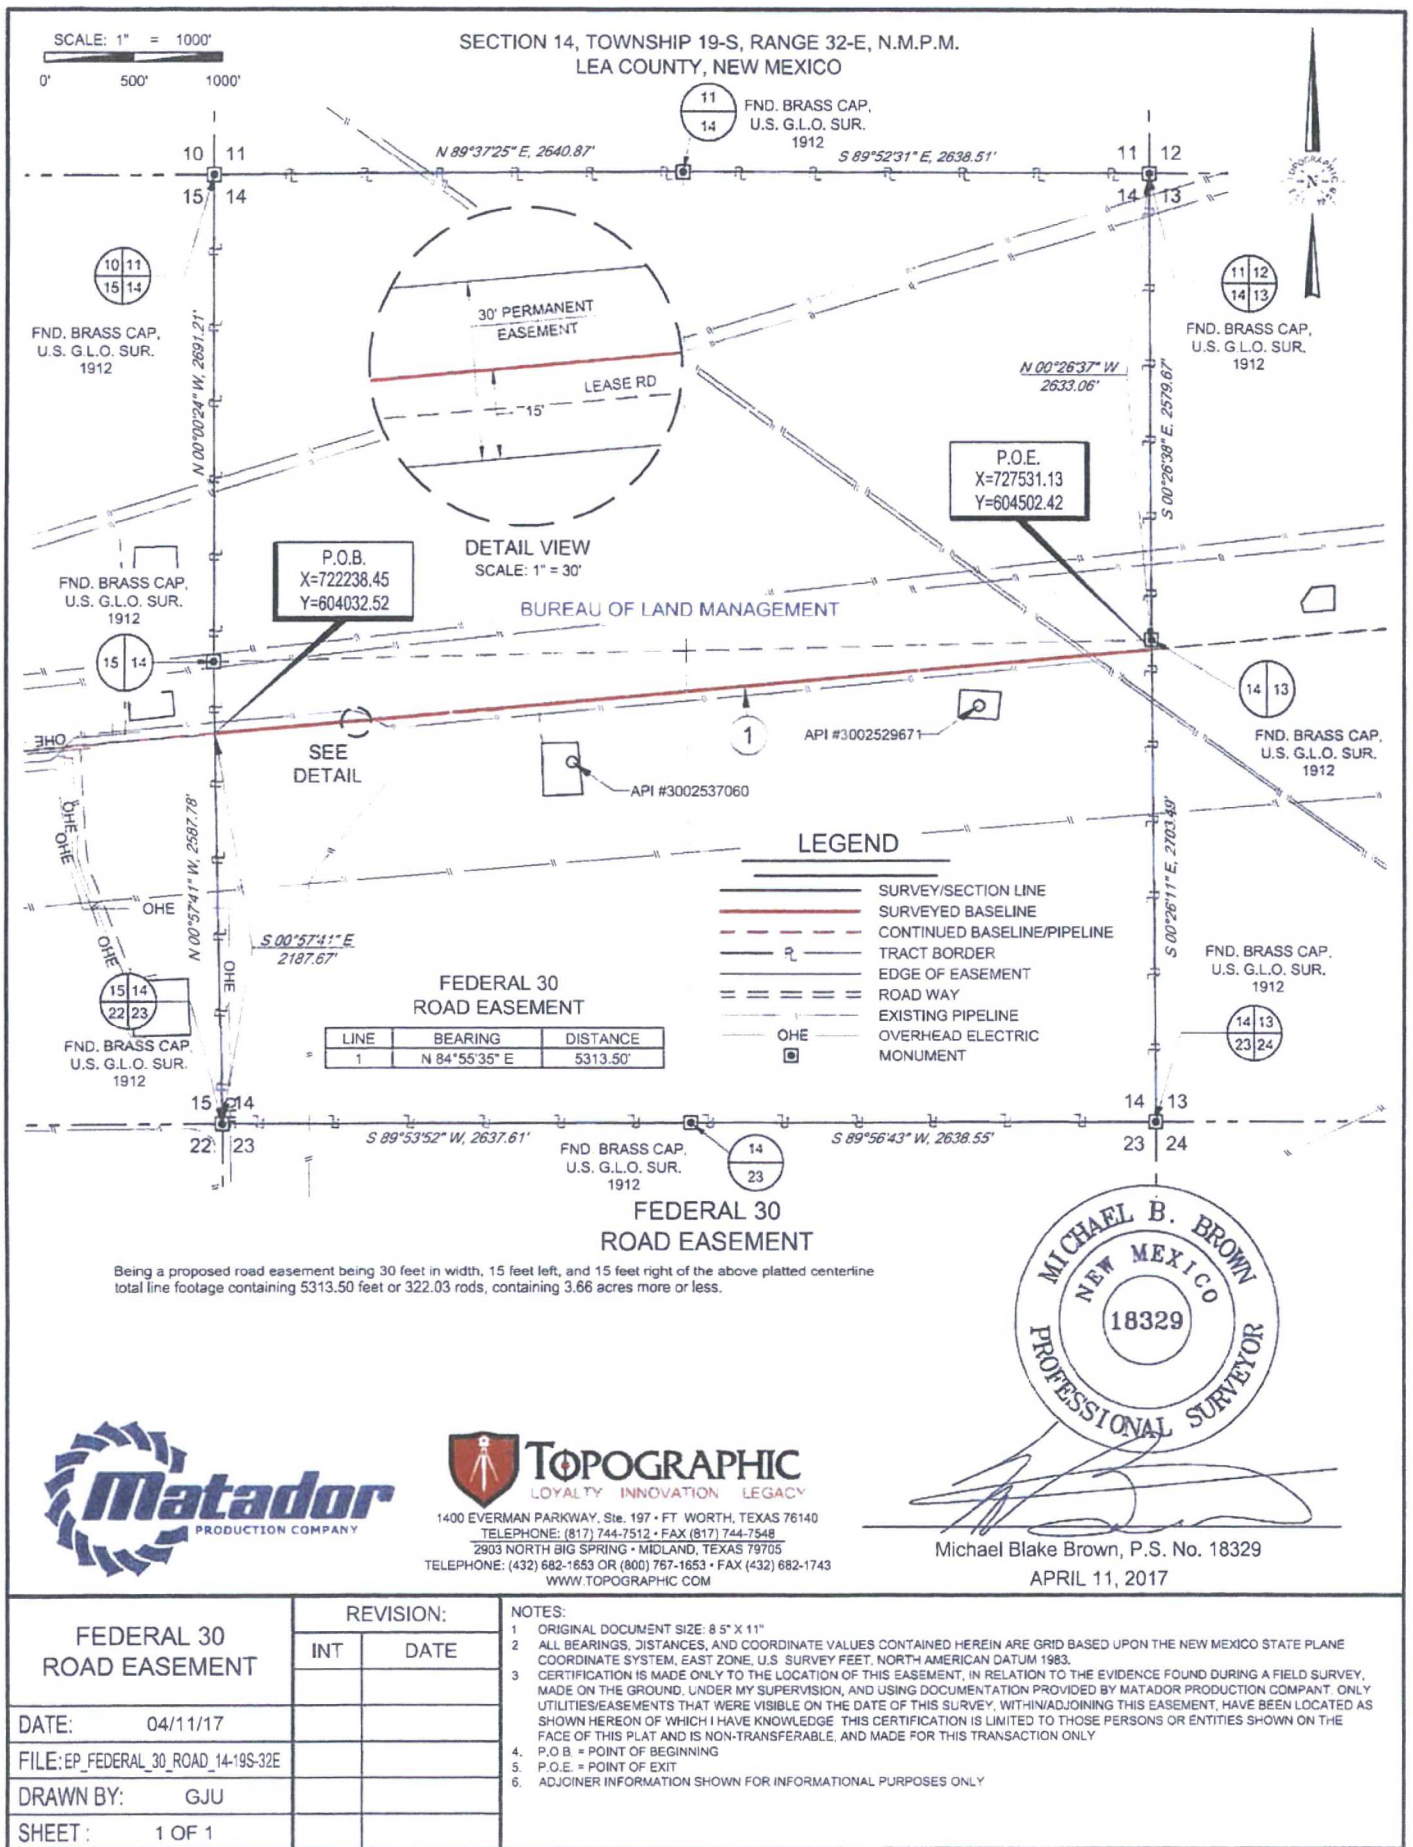 SCALE: 1" = 1000'
0' 500' 1000'
SECTION 14, TOWNSHIP 19-S, RANGE 32-E, N.M.P.M.
LEA COUNTY, NEW MEXICO
11
14
FND. BRASS CAP,
U.S. G.L.O. SUR.
1912
N 89°37'25" E, 2640.87'
S 89°52'31" E, 2638.51'
10 11
15 14
11 12
14 13
N
10 11
15 14
FND. BRASS CAP,
U.S. G.L.O. SUR.
1912
N 00°00'24" W, 2691.21'
30' PERMANENT
EASEMENT
LEASE RD
15'
DETAIL VIEW
SCALE: 1" = 30'
11 12
14 13
FND. BRASS CAP,
U.S. G.L.O. SUR.
1912
N 00°26'37" W
2633.06'
S 00°26'38" E, 2579.67'
P.O.E.
X=727531.13
Y=604502.42
P.O.B.
X=722238.45
Y=604032.52
FND. BRASS CAP,
U.S. G.L.O. SUR.
1912
15 14
BUREAU OF LAND MANAGEMENT
14 13
FND. BRASS CAP,
U.S. G.L.O. SUR.
1912
OHE
SEE
DETAIL
1
API #3002529671
API #3002537060
OHE
OHE
OHE
OHE
OHE
N 00°57'41" W, 2587.78'
S 00°57'41" E
2187.67'
S 00°26'11" E, 2703.49'
LEGEND
SURVEY/SECTION LINE
SURVEYED BASELINE
CONTINUED BASELINE/PIPELINE
TRACT BORDER
EDGE OF EASEMENT
ROAD WAY
EXISTING PIPELINE
OHE OVERHEAD ELECTRIC
MONUMENT
FEDERAL 30
ROAD EASEMENT
LINE BEARING DISTANCE
1 N 84°55'35" E 5313.50'
15 14
22 23
FND. BRASS CAP,
U.S. G.L.O. SUR.
1912
FND. BRASS CAP,
U.S. G.L.O. SUR.
1912
14 13
23 24
15 14
22 23
14 13
23 24
S 89°53'52" W, 2637.61'
S 89°56'43" W, 2638.55'
FND. BRASS CAP,
U.S. G.L.O. SUR.
1912
14
23
FEDERAL 30
ROAD EASEMENT
Being a proposed road easement being 30 feet in width, 15 feet left, and 15 feet right of the above platted centerline
total line footage containing 5313.50 feet or 322.03 rods, containing 3.66 acres more or less.
MICHAEL B. BROWN
NEW MEXICO
18329
PROFESSIONAL SURVEYOR
Matador
PRODUCTION COMPANY
TOPOGRAPHIC
LOYALTY INNOVATION LEGACY
1400 EVERMAN PARKWAY, Ste. 197 • FT WORTH, TEXAS 76140
TELEPHONE: (817) 744-7512 • FAX (817) 744-7548
2903 NORTH BIG SPRING • MIDLAND, TEXAS 79705
TELEPHONE: (432) 682-1653 OR (800) 767-1653 • FAX (432) 682-1743
WWW.TOPOGRAPHIC COM
Michael Blake Brown, P.S. No. 18329
APRIL 11, 2017
FEDERAL 30
ROAD EASEMENT
REVISION:
INT DATE
DATE: 04/11/17
FILE: EP_FEDERAL_30_ROAD_14-19S-32E
DRAWN BY: GJU
SHEET : 1 OF 1
NOTES:
1 ORIGINAL DOCUMENT SIZE: 8 5" X 11"
2 ALL BEARINGS, DISTANCES, AND COORDINATE VALUES CONTAINED HEREIN ARE GRID BASED UPON THE NEW MEXICO STATE PLANE
COORDINATE SYSTEM, EAST ZONE, U.S. SURVEY FEET, NORTH AMERICAN DATUM 1983.
3 CERTIFICATION IS MADE ONLY TO THE LOCATION OF THIS EASEMENT, IN RELATION TO THE EVIDENCE FOUND DURING A FIELD SURVEY,
MADE ON THE GROUND, UNDER MY SUPERVISION, AND USING DOCUMENTATION PROVIDED BY MATADOR PRODUCTION COMPANY. ONLY
UTILITIES/EASEMENTS THAT WERE VISIBLE ON THE DATE OF THIS SURVEY, WITHIN/ADJOINING THIS EASEMENT, HAVE BEEN LOCATED AS
SHOWN HEREON OF WHICH I HAVE KNOWLEDGE THIS CERTIFICATION IS LIMITED TO THOSE PERSONS OR ENTITIES SHOWN ON THE
FACE OF THIS PLAT AND IS NON-TRANSFERABLE, AND MADE FOR THIS TRANSACTION ONLY
4. P.O B. = POINT OF BEGINNING
5. P.O.E. = POINT OF EXIT
6. ADJOINER INFORMATION SHOWN FOR INFORMATIONAL PURPOSES ONLY